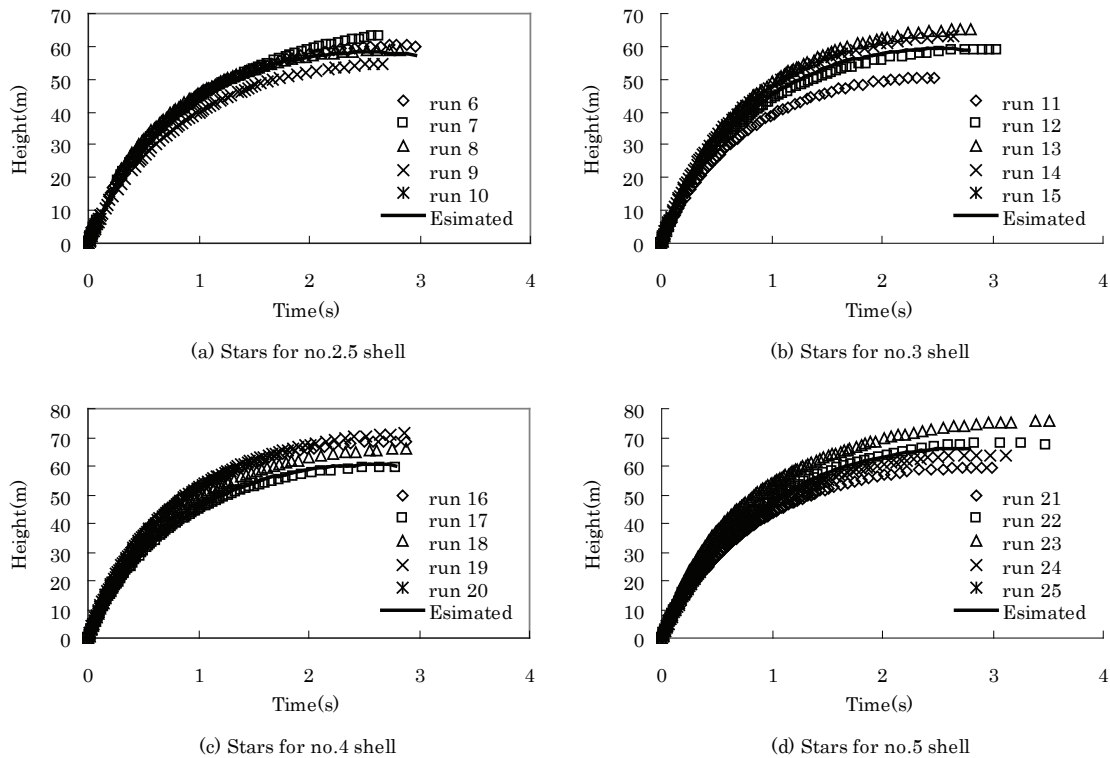 70
60
50
40
30
20
10
0
Height(m)
0 1 2 3 4
Time(s)
run 6
run 7
run 8
run 9
run 10
Esimated
(a) Stars for no.2.5 shell
70
60
50
40
30
20
10
0
Height(m)
0 1 2 3 4
Time(s)
run 11
run 12
run 13
run 14
run 15
Esimated
(b) Stars for no.3 shell
80
70
60
50
40
30
20
10
0
Height(m)
0 1 2 3 4
Time(s)
run 16
run 17
run 18
run 19
run 20
Esimated
(c) Stars for no.4 shell
80
70
60
50
40
30
20
10
0
Height(m)
0 1 2 3 4
Time(s)
run 21
run 22
run 23
run 24
run 25
Esimated
(d) Stars for no.5 shell